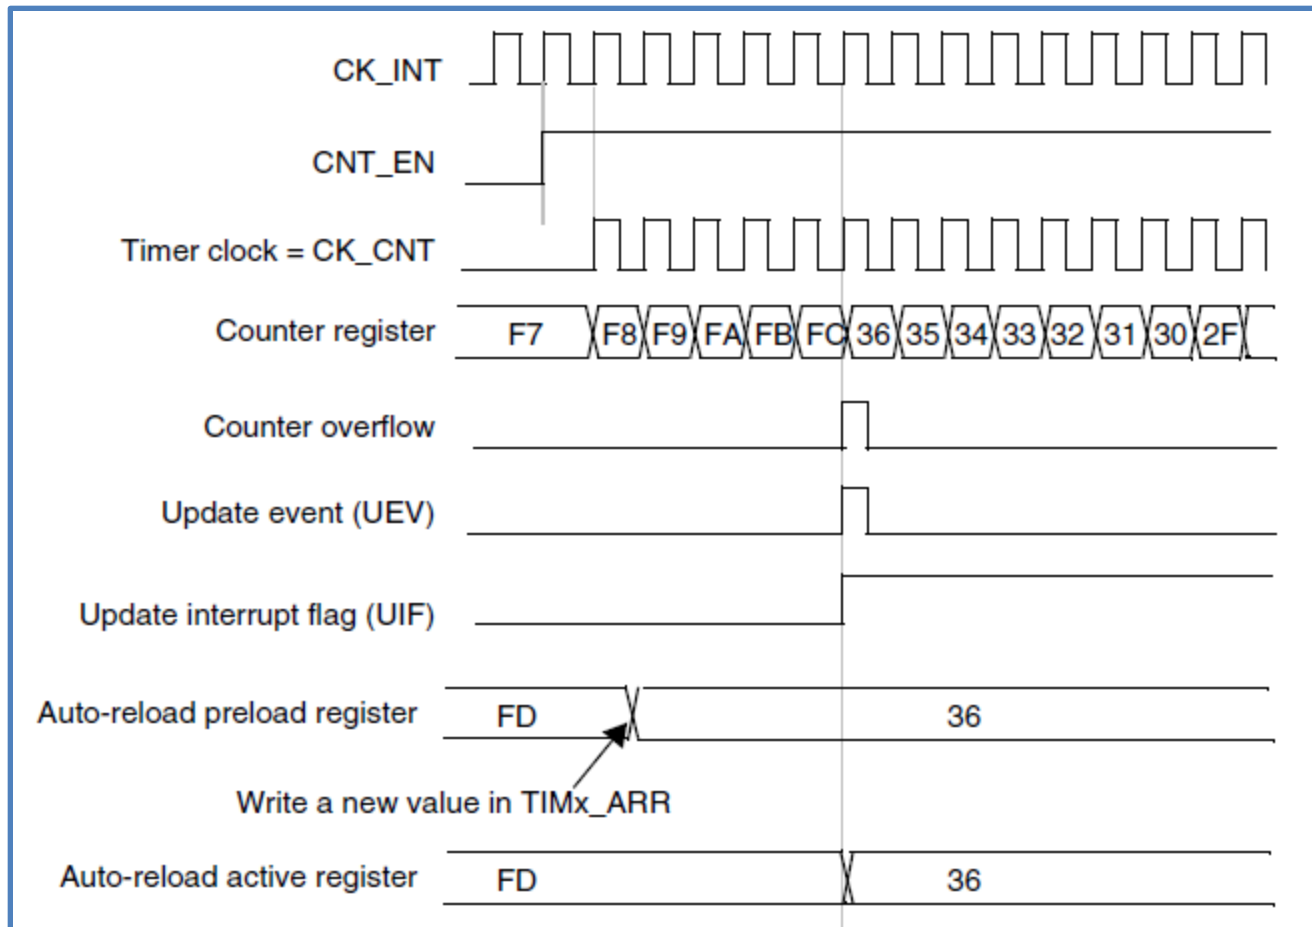 CK_INT
CNT_EN
Timer clock = CK_CNT
Counter register F7 F8 F9 FA FB FC 36 35 34 33 32 31 30 2F
Counter overflow
Update event (UEV)
Update interrupt flag (UIF)
Auto-reload preload register FD 36
Write a new value in TIMx_ARR
Auto-reload active register FD 36